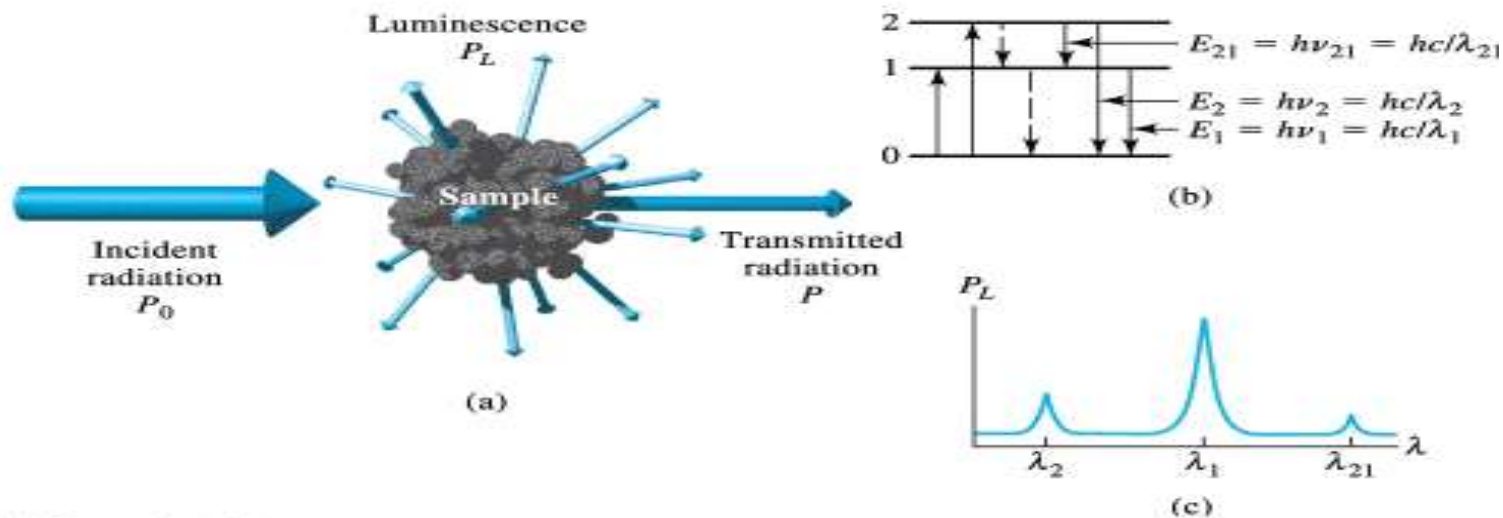 Luminescence
P_L
Sample
Incident
radiation
P_0
Transmitted
radiation
P
(a)
2
1
0
E_21 = hν_21 = hc/λ_21
E_2 = hν_2 = hc/λ_2
E_1 = hν_1 = hc/λ_1
(b)
P_L
λ_2
λ_1
λ_21
λ
(c)